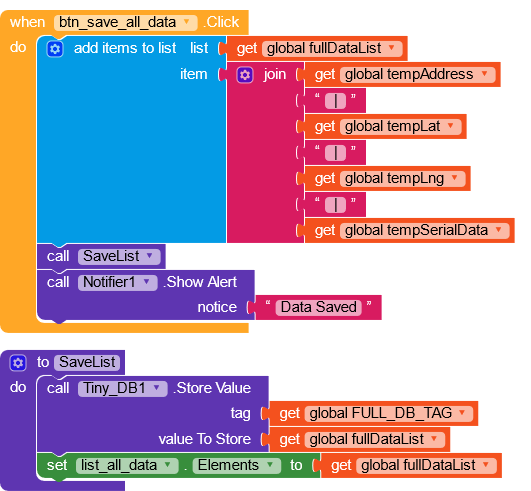 when btn_save_all_data .Click
do add items to list list get global fullDataList
item join get global tempAddress
“ | ”
get global tempLat
“ | ”
get global tempLng
“ | ”
get global tempSerialData
call SaveList
call Notifier1 .Show Alert
notice “ Data Saved ”
to SaveList
do call Tiny_DB1 .Store Value
tag get global FULL_DB_TAG
value To Store get global fullDataList
set list_all_data . Elements to get global fullDataList